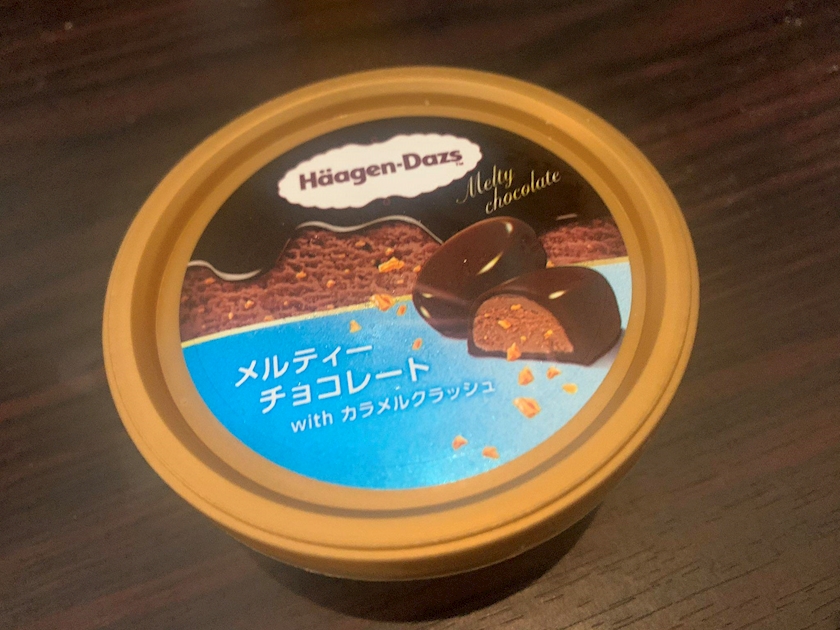 Häagen-Dazs™
Melty
chocolate
メルティー
チョコレート
with カラメルクラッシュ